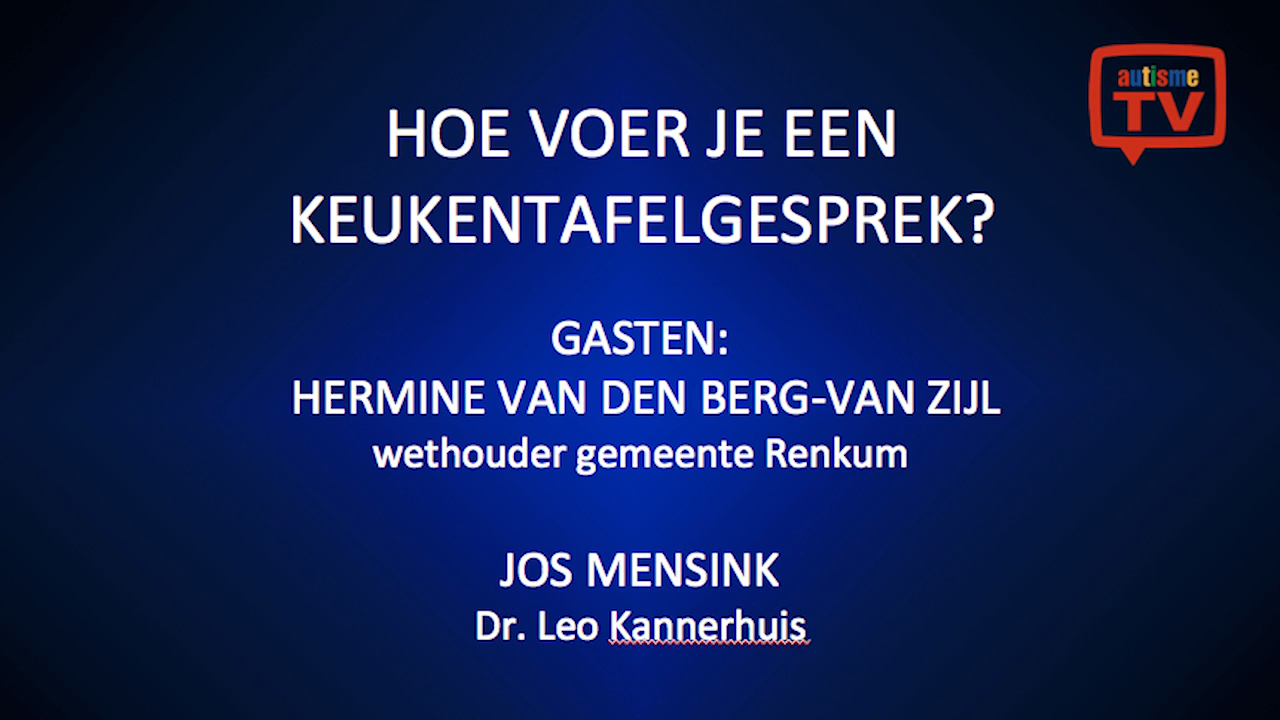 autisme
TV
HOE VOER JE EEN
KEUKENTAFELGESPREK?
GASTEN:
HERMINE VAN DEN BERG-VAN ZIJL
wethouder gemeente Renkum
JOS MENSINK
Dr. Leo Kannerhuis